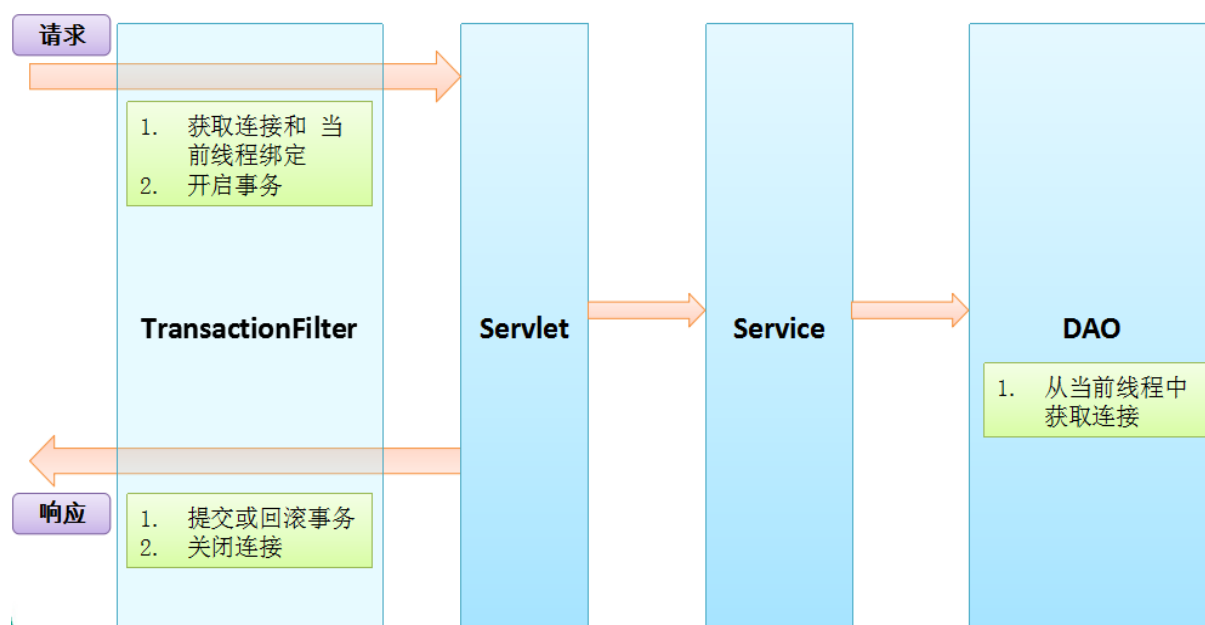 请求
1. 获取连接和 当
前线程绑定
2. 开启事务
TransactionFilter
Servlet
Service
DAO
1. 从当前线程中
获取连接
响应
1. 提交或回滚事务
2. 关闭连接